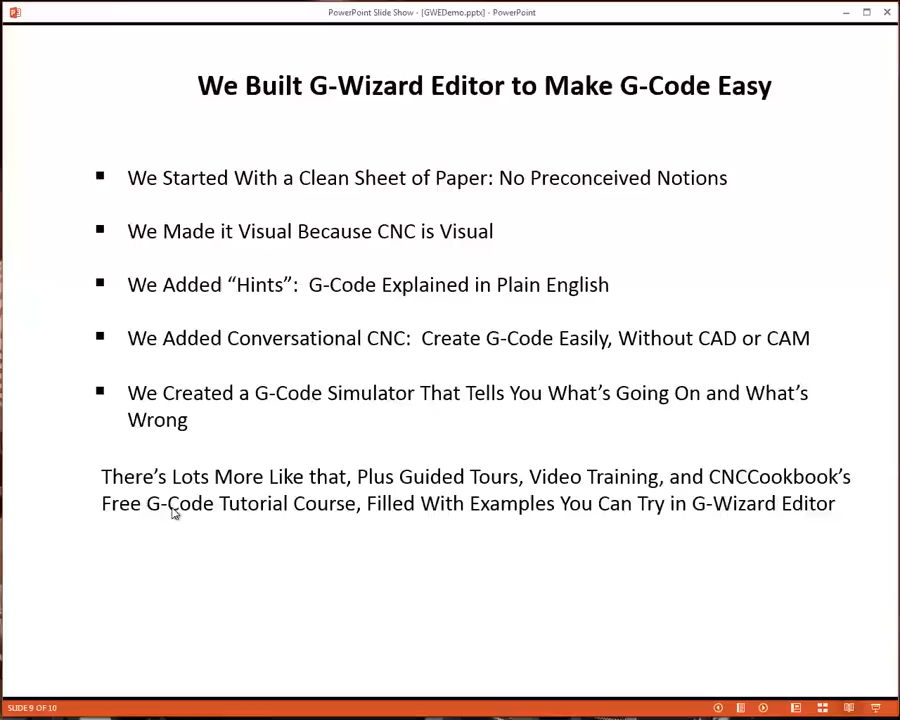 PowerPoint Slide Show - [GWEDemo.pptx] - PowerPoint
We Built G-Wizard Editor to Make G-Code Easy
▪ We Started With a Clean Sheet of Paper: No Preconceived Notions
▪ We Made it Visual Because CNC is Visual
▪ We Added “Hints”:  G-Code Explained in Plain English
▪ We Added Conversational CNC:  Create G-Code Easily, Without CAD or CAM
▪ We Created a G-Code Simulator That Tells You What’s Going On and What’s
Wrong
There’s Lots More Like that, Plus Guided Tours, Video Training, and CNCCookbook’s
Free G-Code Tutorial Course, Filled With Examples You Can Try in G-Wizard Editor
SLIDE 9 OF 10